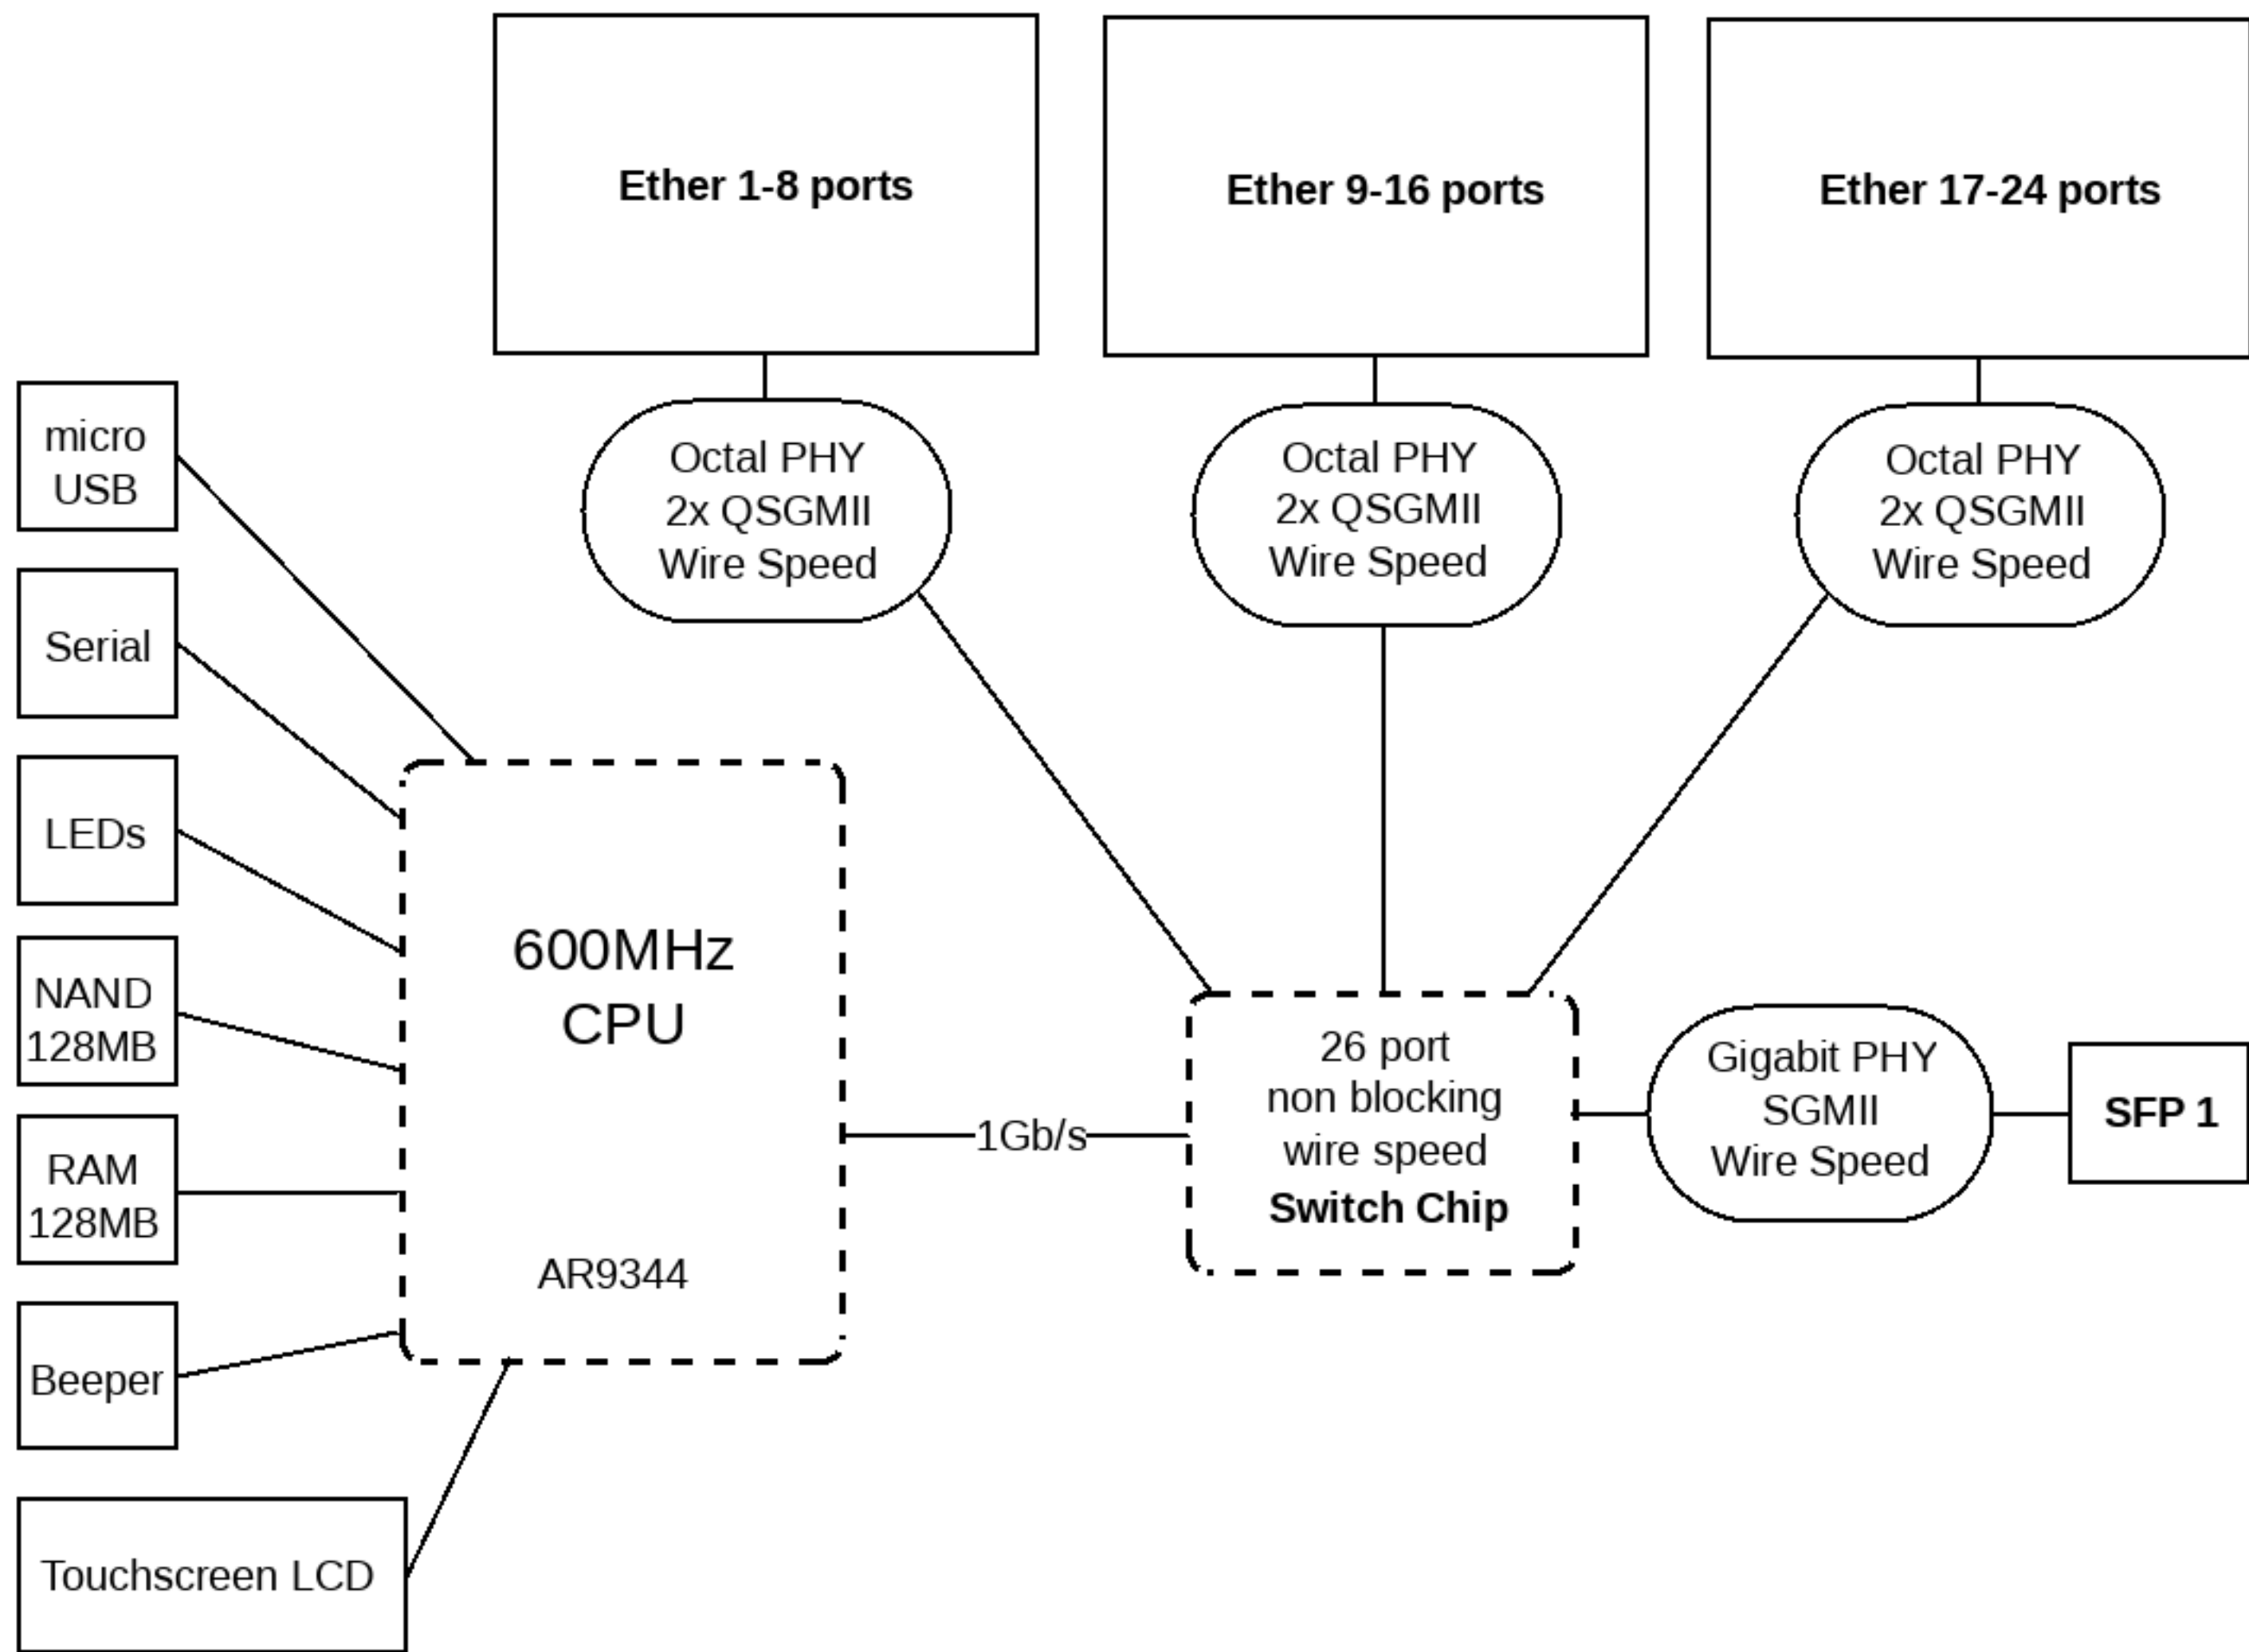 Ether 1-8 ports
Ether 9-16 ports
Ether 17-24 ports
Octal PHY
2x QSGMII
Wire Speed
Octal PHY
2x QSGMII
Wire Speed
Octal PHY
2x QSGMII
Wire Speed
micro
USB
Serial
LEDs
NAND
128MB
RAM
128MB
Beeper
Touchscreen LCD
600MHz
CPU
AR9344
1Gb/s
26 port
non blocking
wire speed
Switch Chip
Gigabit PHY
SGMII
Wire Speed
SFP 1